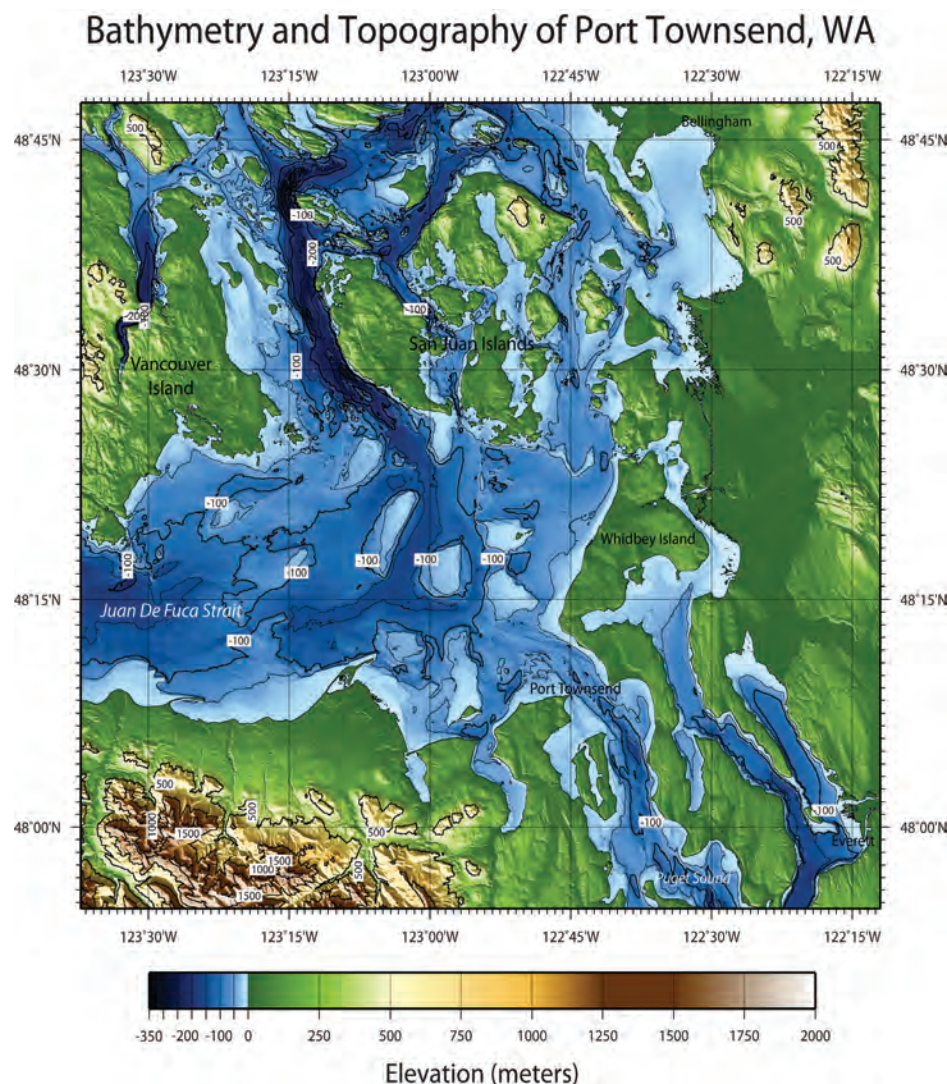 Bathymetry and Topography of Port Townsend, WA
123˚30'W 123˚15'W 123˚00'W 122˚45'W 122˚30'W 122˚15'W
500
Bellingham
48˚45'N 48˚45'N
500
500
-100
500
-200
-100
-200
-100
San Juan Islands
Vancouver
Island
-100
48˚30'N 48˚30'N
-100
Whidbey Island
-100 -100 -100 -100 -100
48˚15'N 48˚15'N
Juan De Fuca Strait
-100
Port Townsend
500
500
-100
48˚00'N 1000 1500 500 -100 48˚00'N
Everett
1500
1000
500
Puget Sound
1500
123˚30'W 123˚15'W 123˚00'W 122˚45'W 122˚30'W 122˚15'W
-350 -200 -100 0 250 500 750 1000 1250 1500 1750 2000
Elevation (meters)